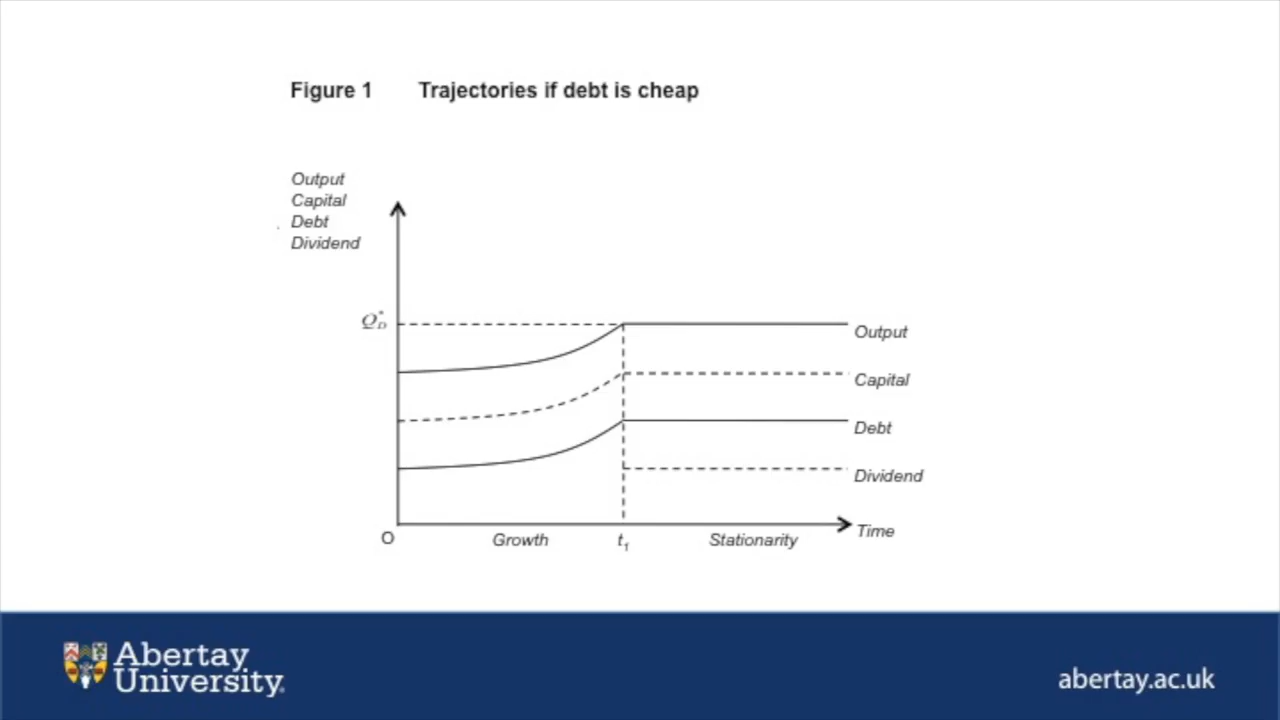 Figure 1 Trajectories if debt is cheap
Output
Capital
Debt
Dividend
Q*D
Output
Capital
Debt
Dividend
O
Growth
t1
Stationarity
Time
Abertay
University
abertay.ac.uk